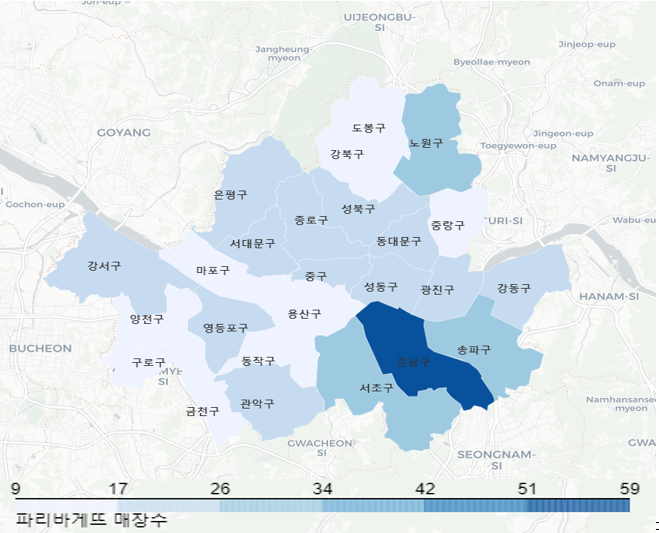 Jon-eup
UIJEONGBU-
SI
Jangheung-
myeon
Jinjeop-eup
Byeollae-myeon
Onam-eup
GOYANG
도봉구
강북구
노원구
Jingeon-eup
Toegyewon-eup
NAMYANGJU-
SI
은평구
Gochon-eup
종로구
성북구
중랑구
URI-SI
Wabu-eu
서대문구
동대문구
강서구
마포구
중구
성동구
광진구
강동구
HANAM-SI
양천구
영등포구
용산구
BUCHEON
구로구
동작구
강남구
송파구
MYE
SI
서초구
금천구
관악구
Namhansanse
myeon
GWACHEON-
SI
GWA
SEONGNAM-
SI
9 17 26 34 42 51 59
파리바게뜨 매장수